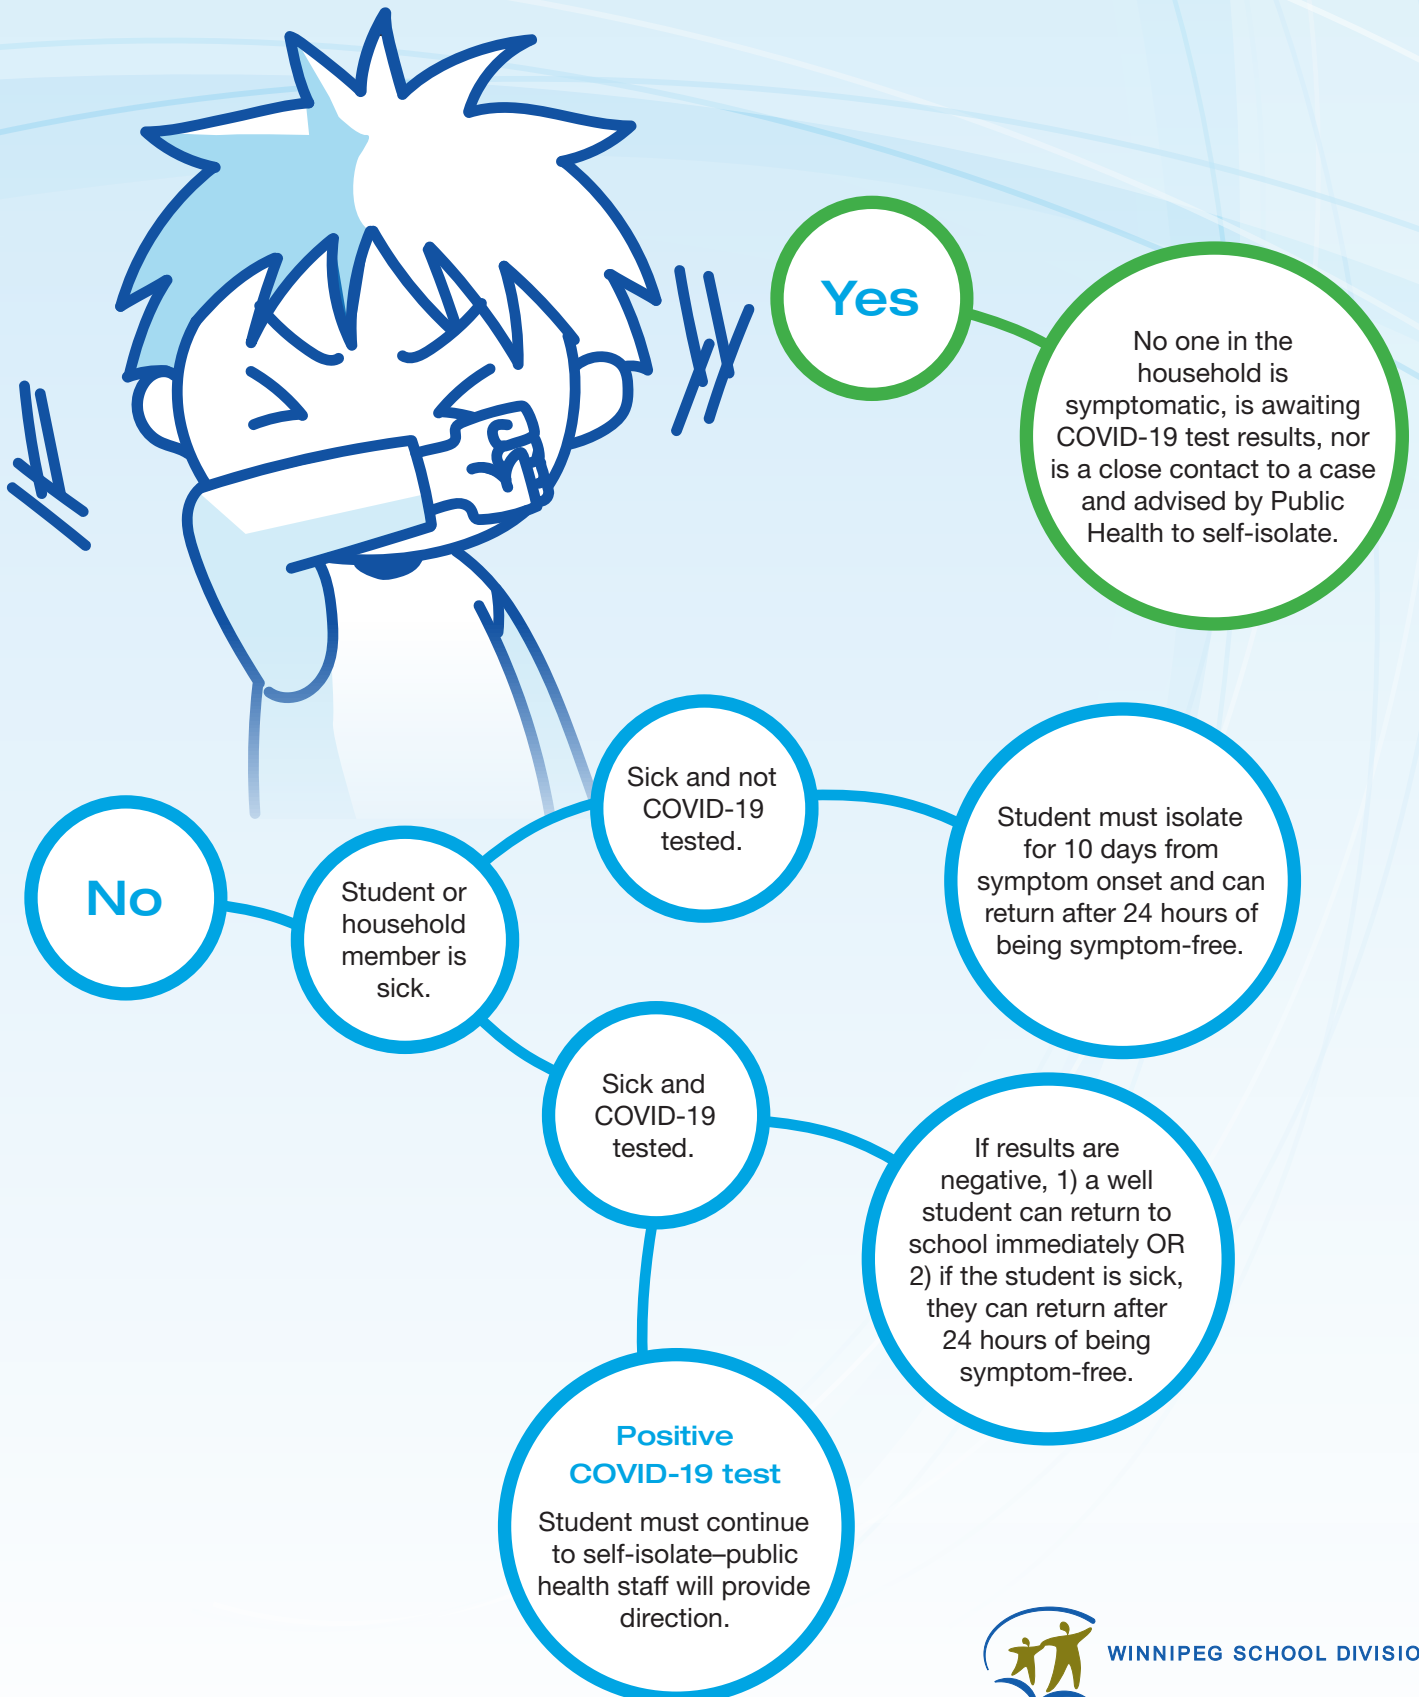 Yes
No one in the
household is
symptomatic, is awaiting
COVID-19 test results, nor
is a close contact to a case
and advised by Public
Health to self-isolate.
No
Student or
household
member is
sick.
Sick and not
COVID-19
tested.
Student must isolate
for 10 days from
symptom onset and can
return after 24 hours of
being symptom-free.
Sick and
COVID-19
tested.
If results are
negative, 1) a well
student can return to
school immediately OR
2) if the student is sick,
they can return after
24 hours of being
symptom-free.
Positive
COVID-19 test
Student must continue
to self-isolate–public
health staff will provide
direction.
WINNIPEG SCHOOL DIVISIO